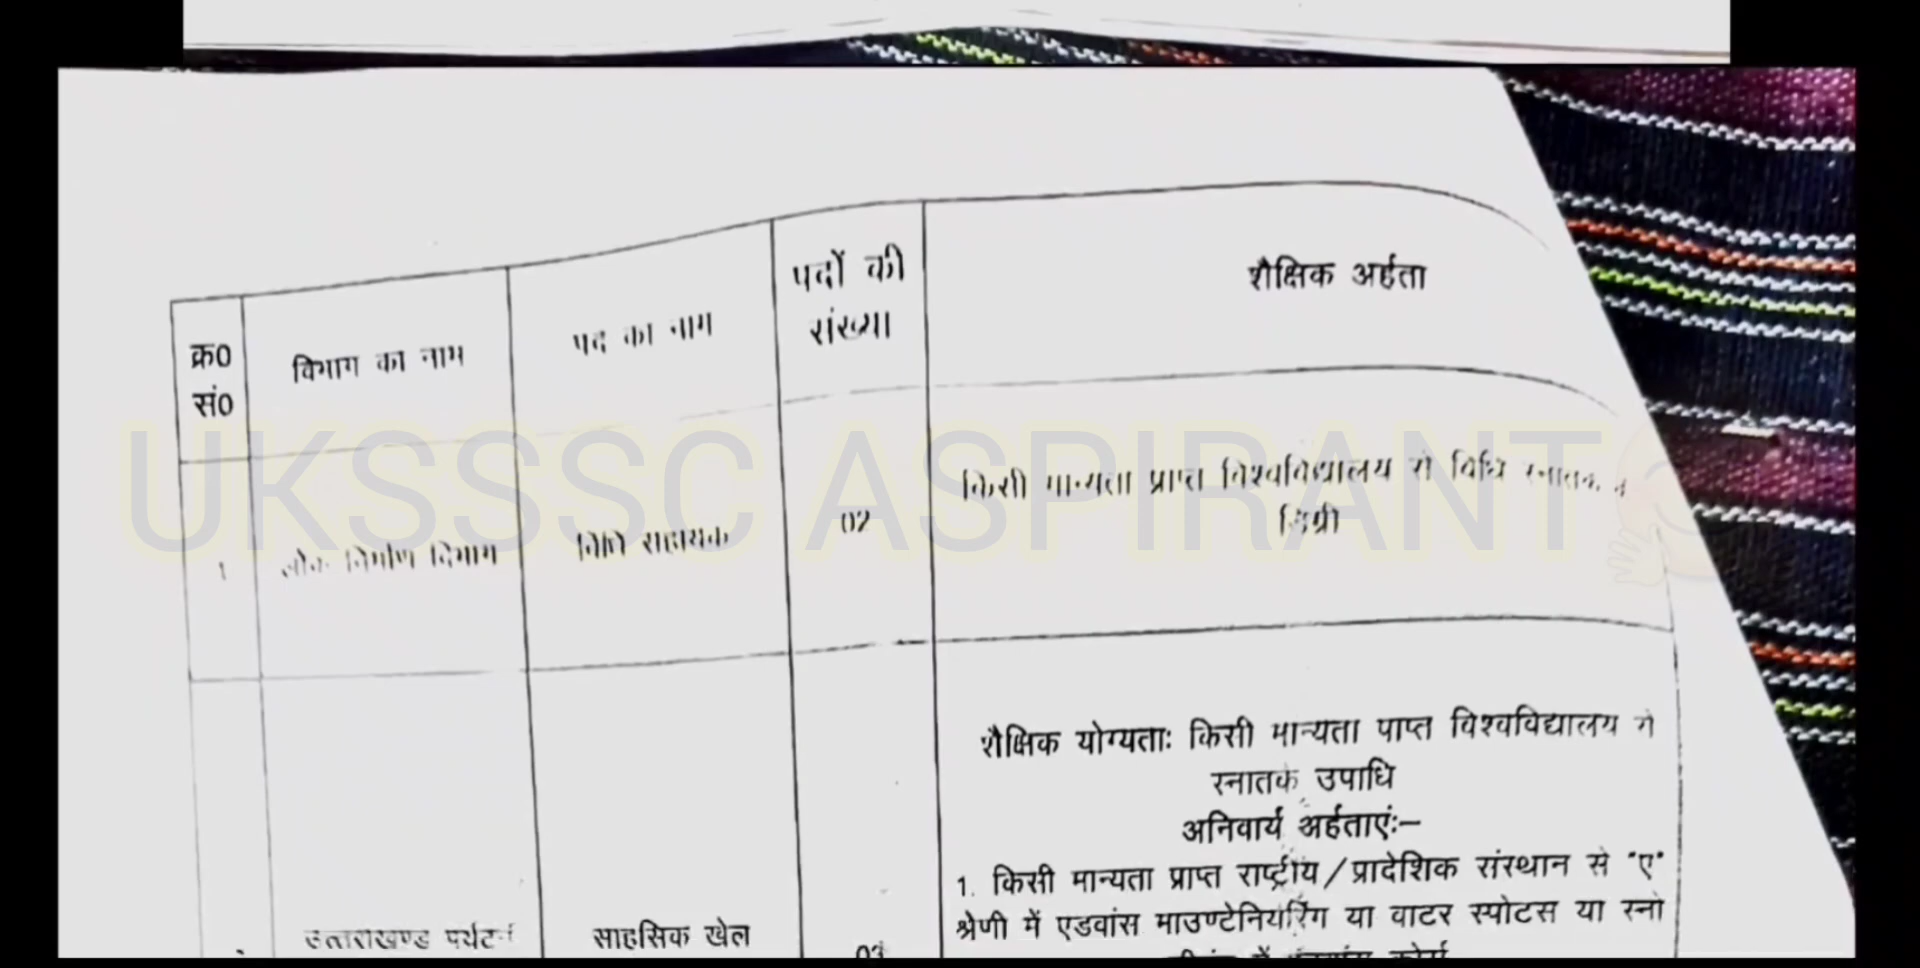 क्र0
सं0
विभाग का नाम
पद का नाम
पदों की
संख्या
शैक्षिक अर्हता
1
लोक निर्माण विभाग
विधि सहायक
02
किसी मान्यता प्राप्त विश्वविद्यालय से विधि स्नातक
डिग्री
UKSSSC ASPIRANT
शैक्षिक योग्यताः किसी मान्यता पाप्त विश्वविद्यालय से
स्नातक उपाधि
अनिवार्य अर्हताएंः–
1. किसी मान्यता प्राप्त राष्ट्रीय/प्रादेशिक संस्थान से "ए"
श्रेणी में एडवांस माउण्टेनियरिंग या वाटर स्पोटस या स्नो
उत्तराखण्ड पर्यटन
साहसिक खेल
03